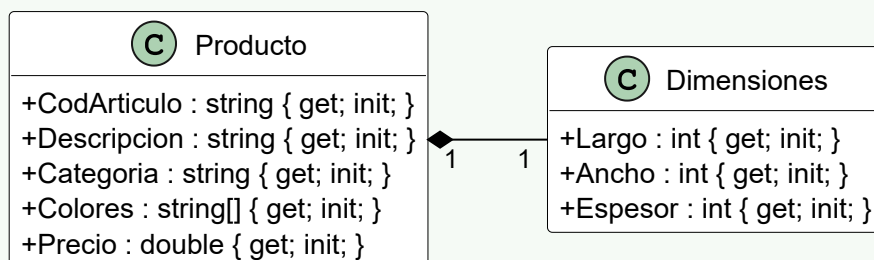 C Producto
+CodArticulo : string { get; init; }
+Descripcion : string { get; init; }
+Categoria : string { get; init; }
+Colores : string[] { get; init; }
+Precio : double { get; init; }
1 1
C Dimensiones
+Largo : int { get; init; }
+Ancho : int { get; init; }
+Espesor : int { get; init; }